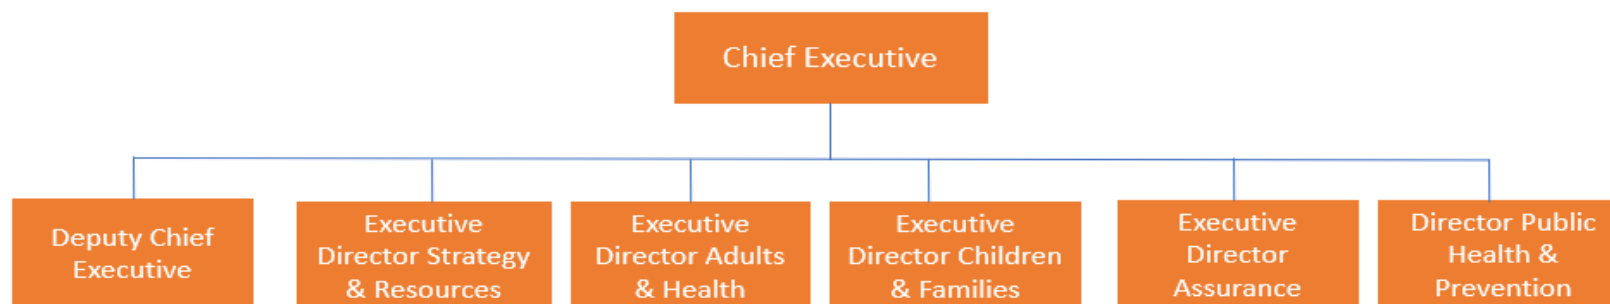 Chief Executive
Deputy Chief
Executive
Executive
Director Strategy
& Resources
Executive
Director Adults
& Health
Executive
Director Children
& Families
Executive
Director
Assurance
Director Public
Health &
Prevention